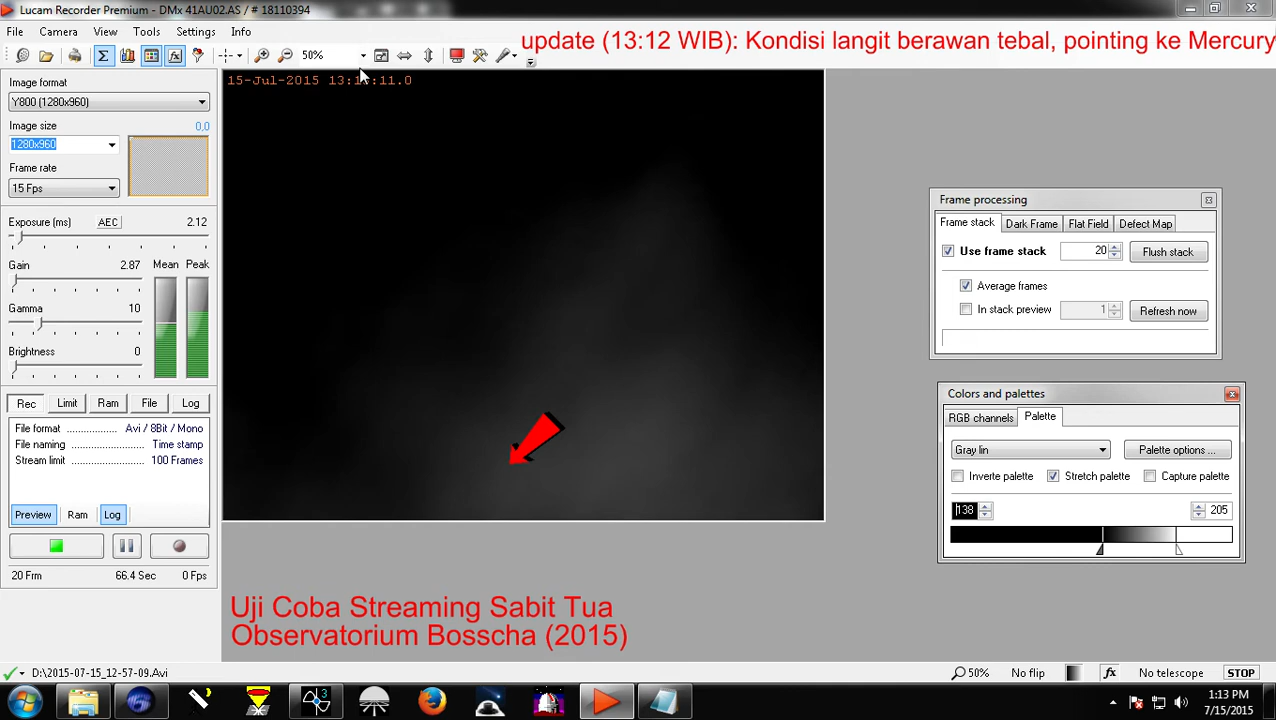 Lucam Recorder Premium - DMx 41AU02.AS / # 18110394
File Camera View Tools Settings Info
50%
update (13:12 WIB): Kondisi langit berawan tebal, pointing ke Mercury
Image format
Y800 (1280x960)
Image size 0,0
1280x960
Frame rate
15 Fps
Exposure (ms) AEC 2.12
Gain 2.87 Mean Peak
Gamma 10
Brightness 0
Rec Limit Ram File Log
File format Avi / 8Bit / Mono
File naming Time stamp
Stream limit 100 Frames
Preview Ram Log
20 Frm 66.4 Sec 0 Fps
15-Jul-2015
Frame processing
Frame stack Dark Frame Flat Field Defect Map
Use frame stack 20 Flush stack
Average frames
In stack preview 1 Refresh now
Colors and palettes
RGB channels Palette
Gray lin Palette options ...
Inverte palette Stretch palette Capture palette
138 205
Uji Coba Streaming Sabit Tua
Observatorium Bosscha (2015)
D:\2015-07-15_12-57-09.Avi 50% No flip fx No telescope STOP
1:13 PM
7/15/2015